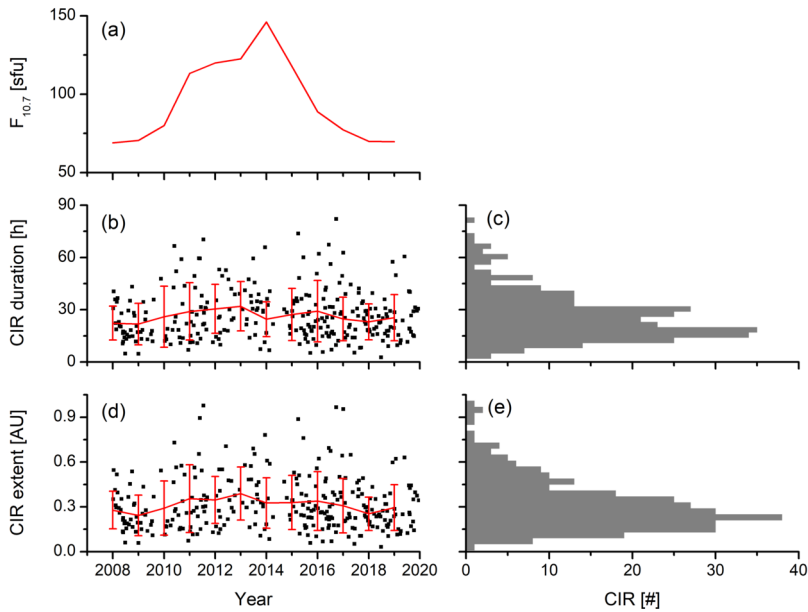 150
(a)
F10.7 [sfu]
100
50
90
(b)
(c)
CIR duration [h]
60
30
0
(d)
(e)
0.9
CIR extent [AU]
0.6
0.3
0.0
2008 2010 2012 2014 2016 2018 2020
0 10 20 30 40
Year
CIR [#]